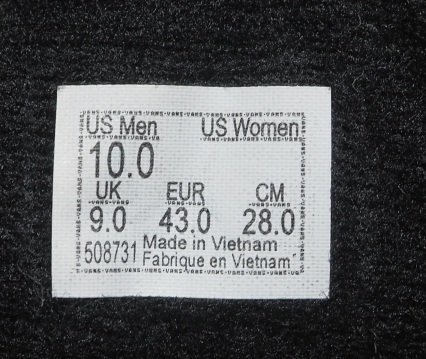 US Men US Women
10.0
UK EUR CM
9.0 43.0 28.0
508731 Made in Vietnam
Fabrique en Vietnam